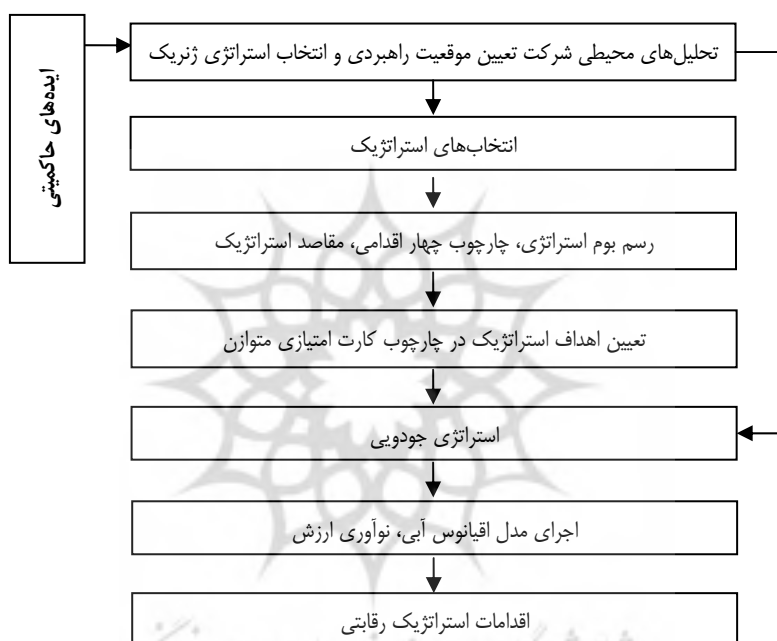 تحلیل‌های محیطی شرکت تعیین موقعیت راهبردی و انتخاب استراتژی ژنریک
ایده‌های حاکمیتی
انتخاب‌های استراتژیک
رسم بوم استراتژی، چارچوب چهار اقدامی، مقاصد استراتژیک
تعیین اهداف استراتژیک در چارچوب کارت امتیازی متوازن
استراتژی جودویی
اجرای مدل اقیانوس آبی، نوآوری ارزش
اقدامات استراتژیک رقابتی